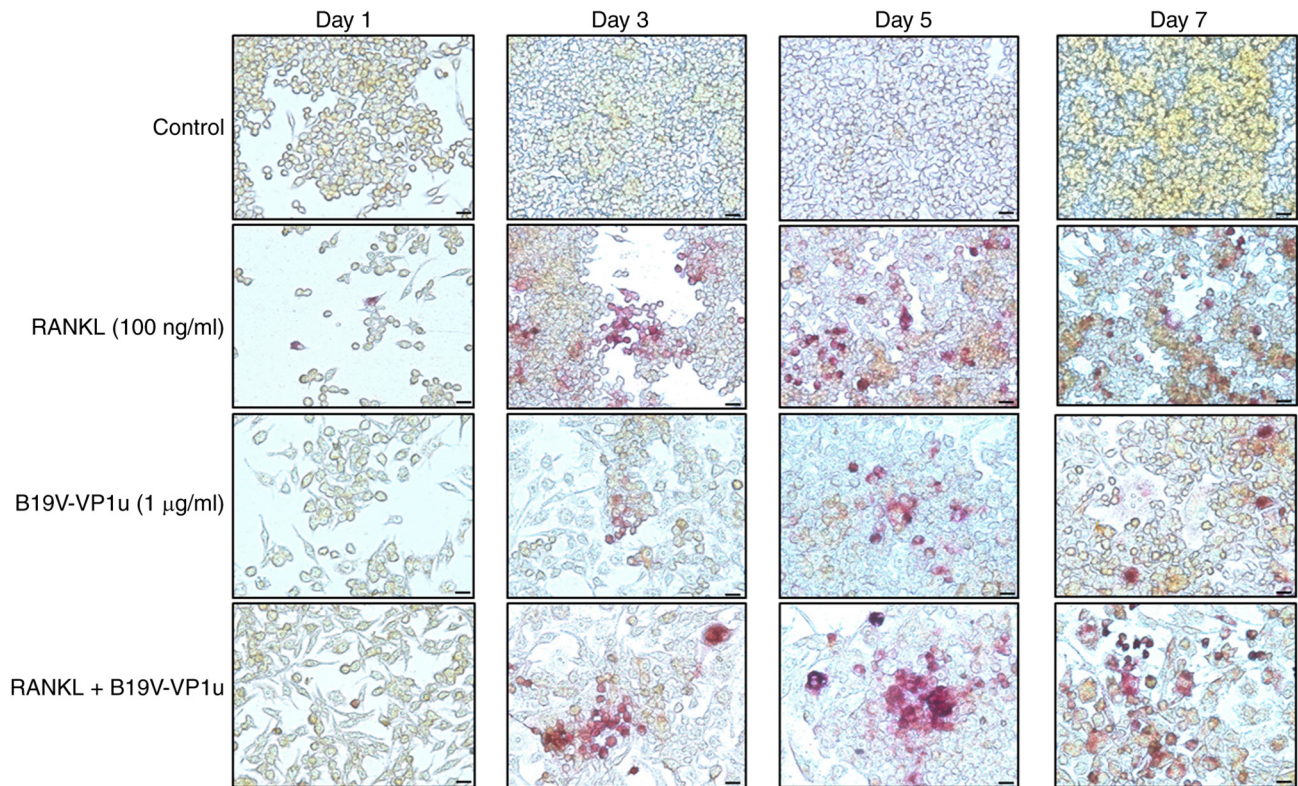 Day 1 Day 3 Day 5 Day 7
Control
RANKL (100 ng/ml)
B19V-VP1u (1 μg/ml)
RANKL + B19V-VP1u